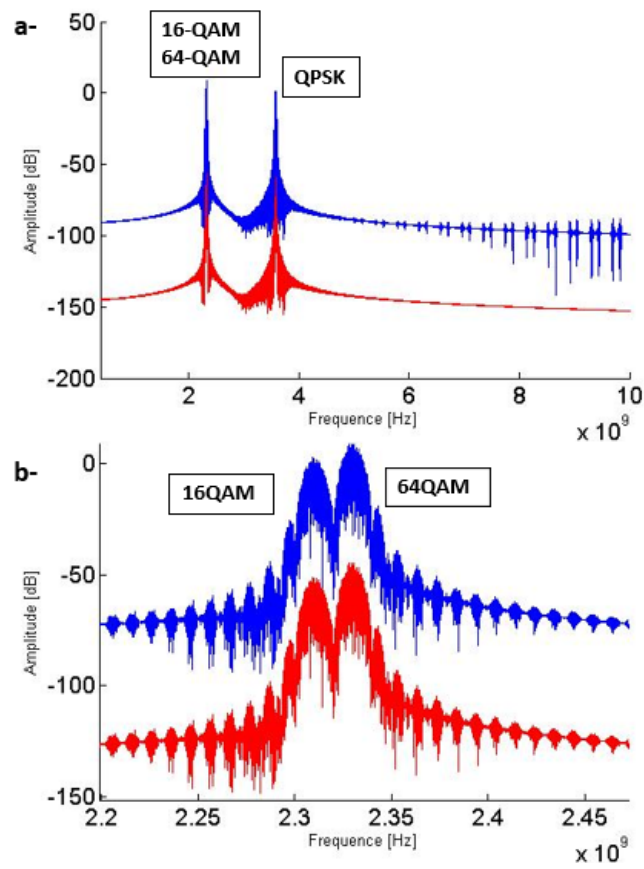 a-
16-QAM
64-QAM
QPSK
0
-50
-100
-150
-200
Amplitude [dB]
2
4
6
8
10
Frequence [Hz]
x 10⁹
b-
16QAM
64QAM
0
-50
-100
-150
Amplitude [dB]
2.2
2.25
2.3
2.35
2.4
2.45
Frequence [Hz]
x 10⁹